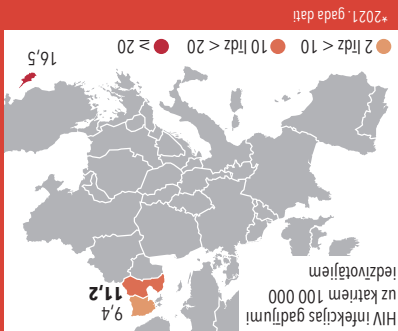 HIV infekcijas gadījumi
uz katriem 100 000
iedzīvotājiem
9,4
11,2
16,5
2 līdz < 10
10 līdz < 20
≥ 20
*2021. gada dati